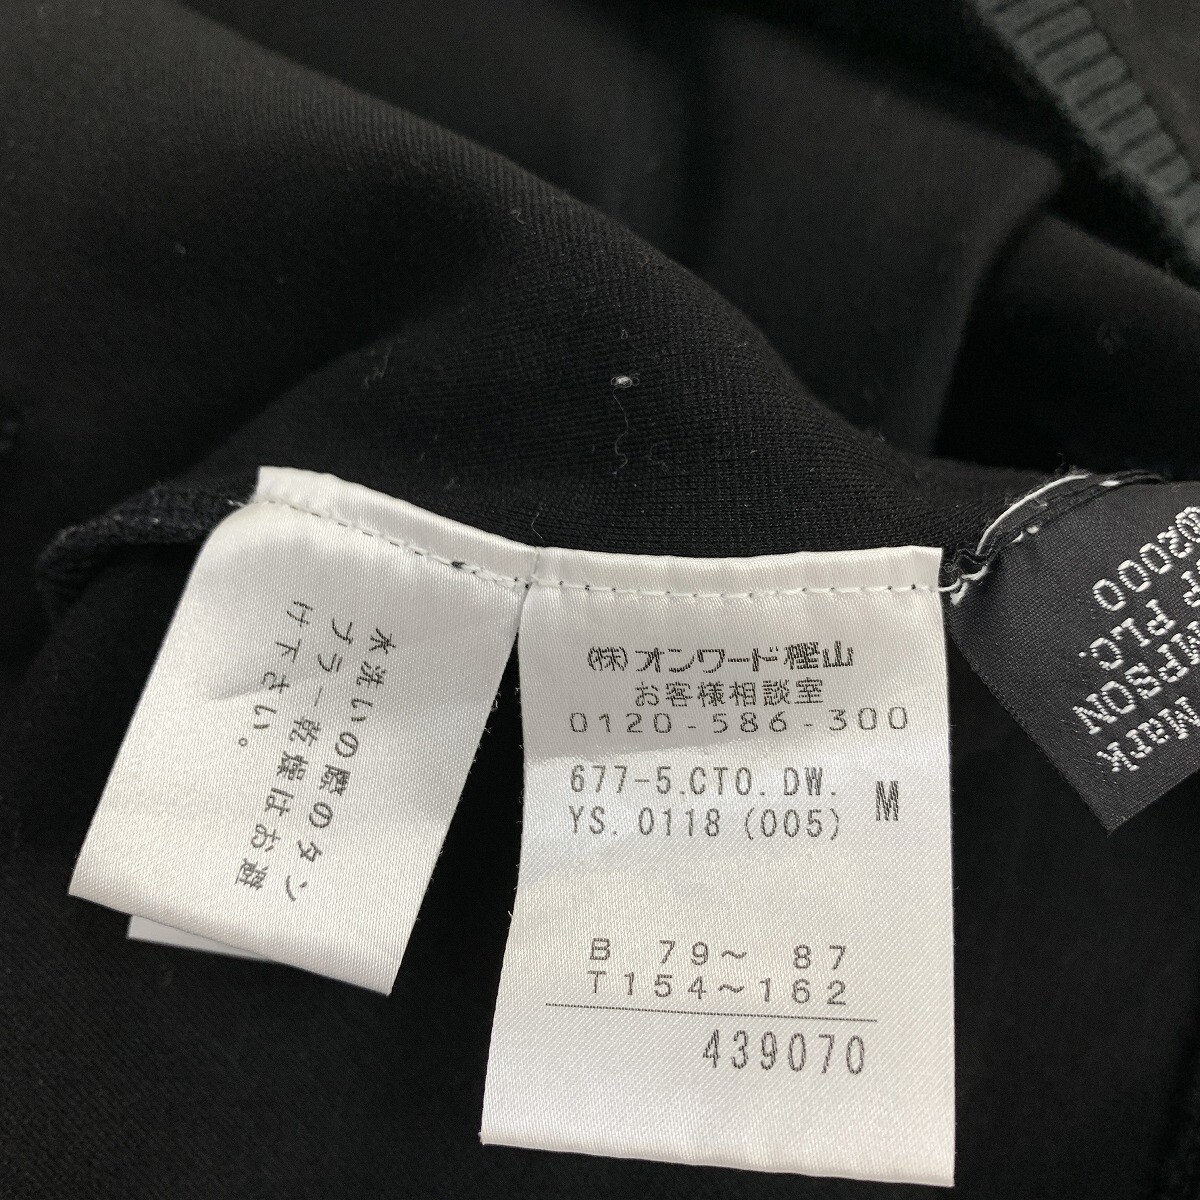 水洗いの際のタン
ブラー乾燥はお避
け下さい。
(株)オンワード樫山
お客様相談室
0120-586-300
677-5.CTO.DW.
YS.0118(005)
M
B 79~ 87
T154~162
439070
02000
PLC.
MPSON
Mark